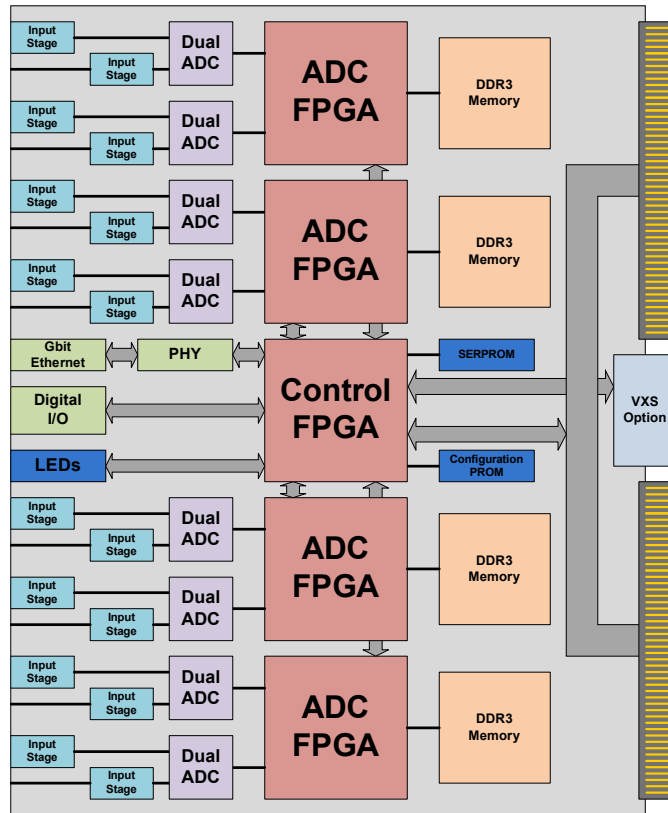 Input
Stage
Input
Stage
Dual
ADC
Input
Stage
Input
Stage
Dual
ADC
ADC
FPGA
DDR3
Memory
Input
Stage
Input
Stage
Dual
ADC
Input
Stage
Input
Stage
Dual
ADC
ADC
FPGA
DDR3
Memory
Gbit
Ethernet
PHY
Digital
I/O
LEDs
Control
FPGA
SERPROM
Configuration
PROM
VXS
Option
Input
Stage
Input
Stage
Dual
ADC
Input
Stage
Input
Stage
Dual
ADC
ADC
FPGA
DDR3
Memory
Input
Stage
Input
Stage
Dual
ADC
Input
Stage
Input
Stage
Dual
ADC
ADC
FPGA
DDR3
Memory